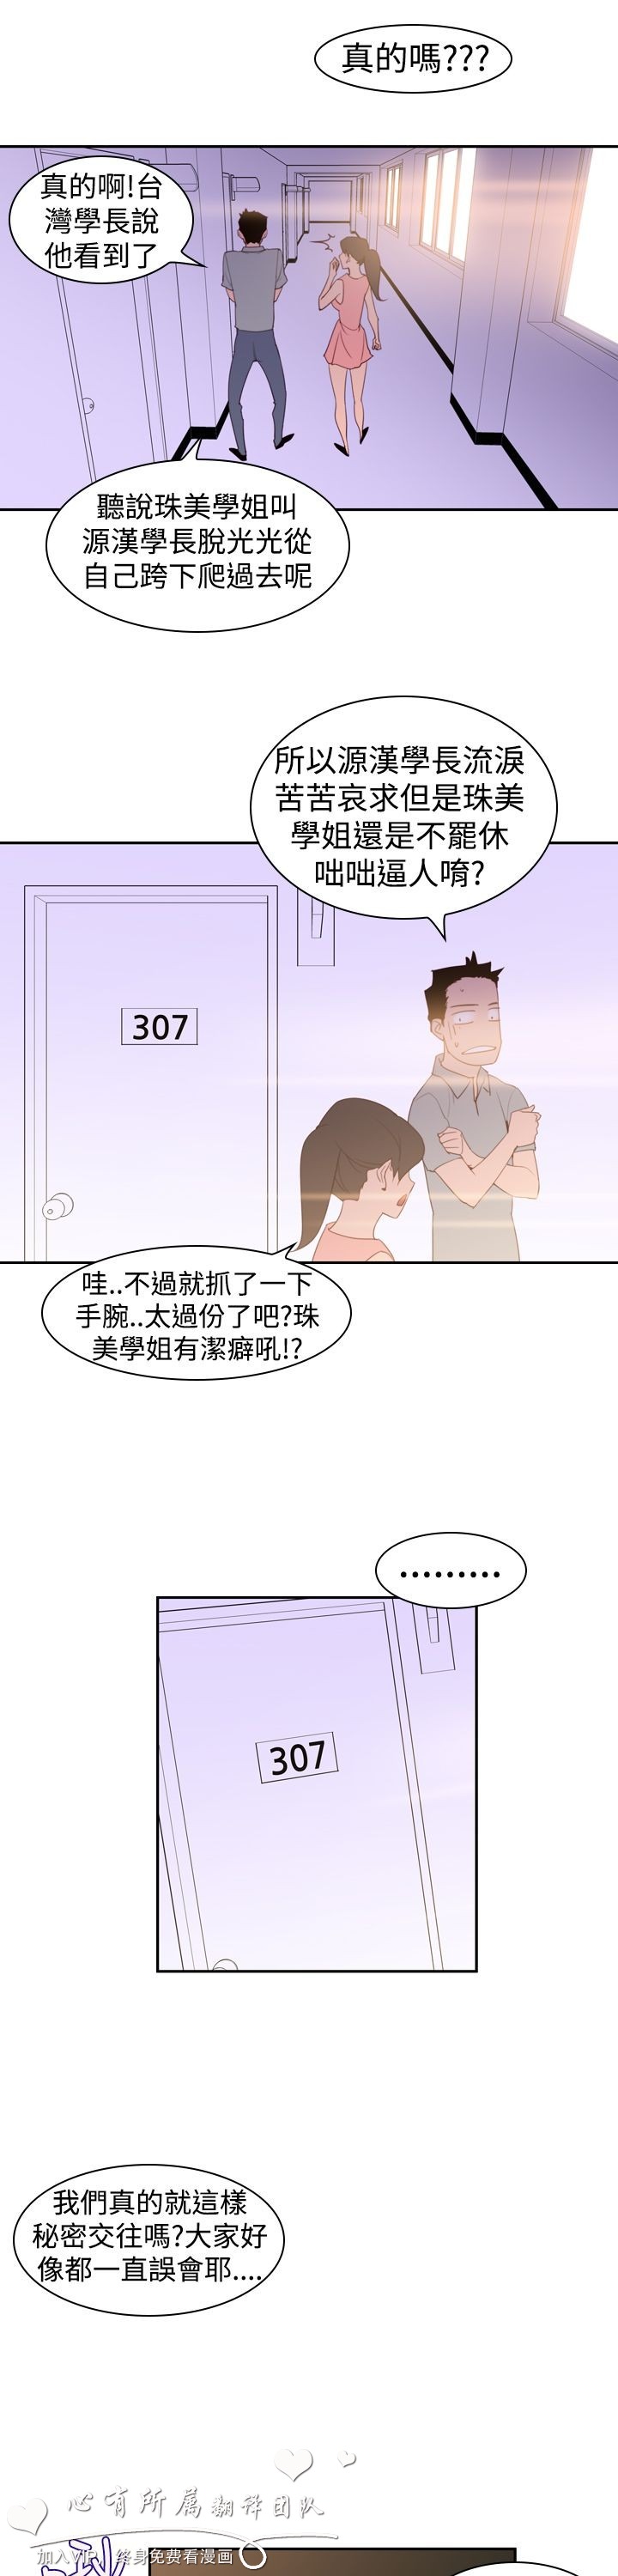 真的嗎???
真的啊!台
灣學長說
他看到了
聽說珠美學姐叫
源漢學長脫光光從
自己跨下爬過去呢
所以源漢學長流淚
苦苦哀求但是珠美
學姐還是不罷休
咄咄逼人唷?
307
哇..不過就抓了一下
手腕..太過份了吧?珠
美學姐有潔癖吼!?
.........
307
我們真的就這樣
秘密交往嗎?大家好
像都一直誤會耶....
心有所属翻译团队
加入VIP，终身免费看漫画